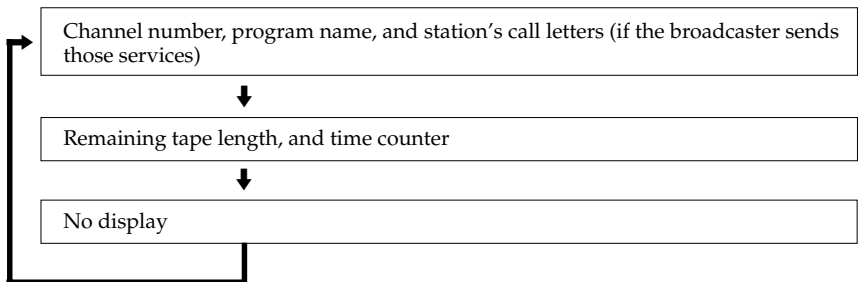 Channel number, program name, and station’s call letters (if the broadcaster sends
those services)
Remaining tape length, and time counter
No display